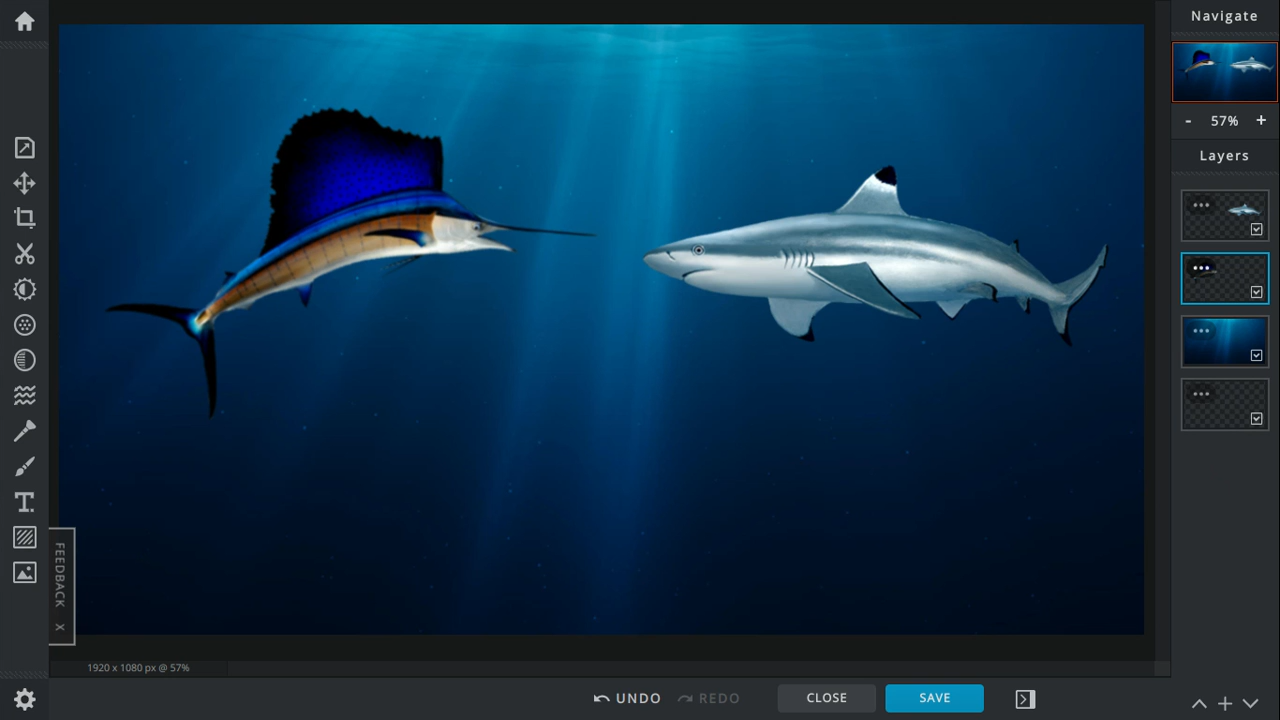 Navigate
- 57% +
Layers
FEEDBACK X
1920 x 1080 px @ 57%
UNDO REDO CLOSE SAVE